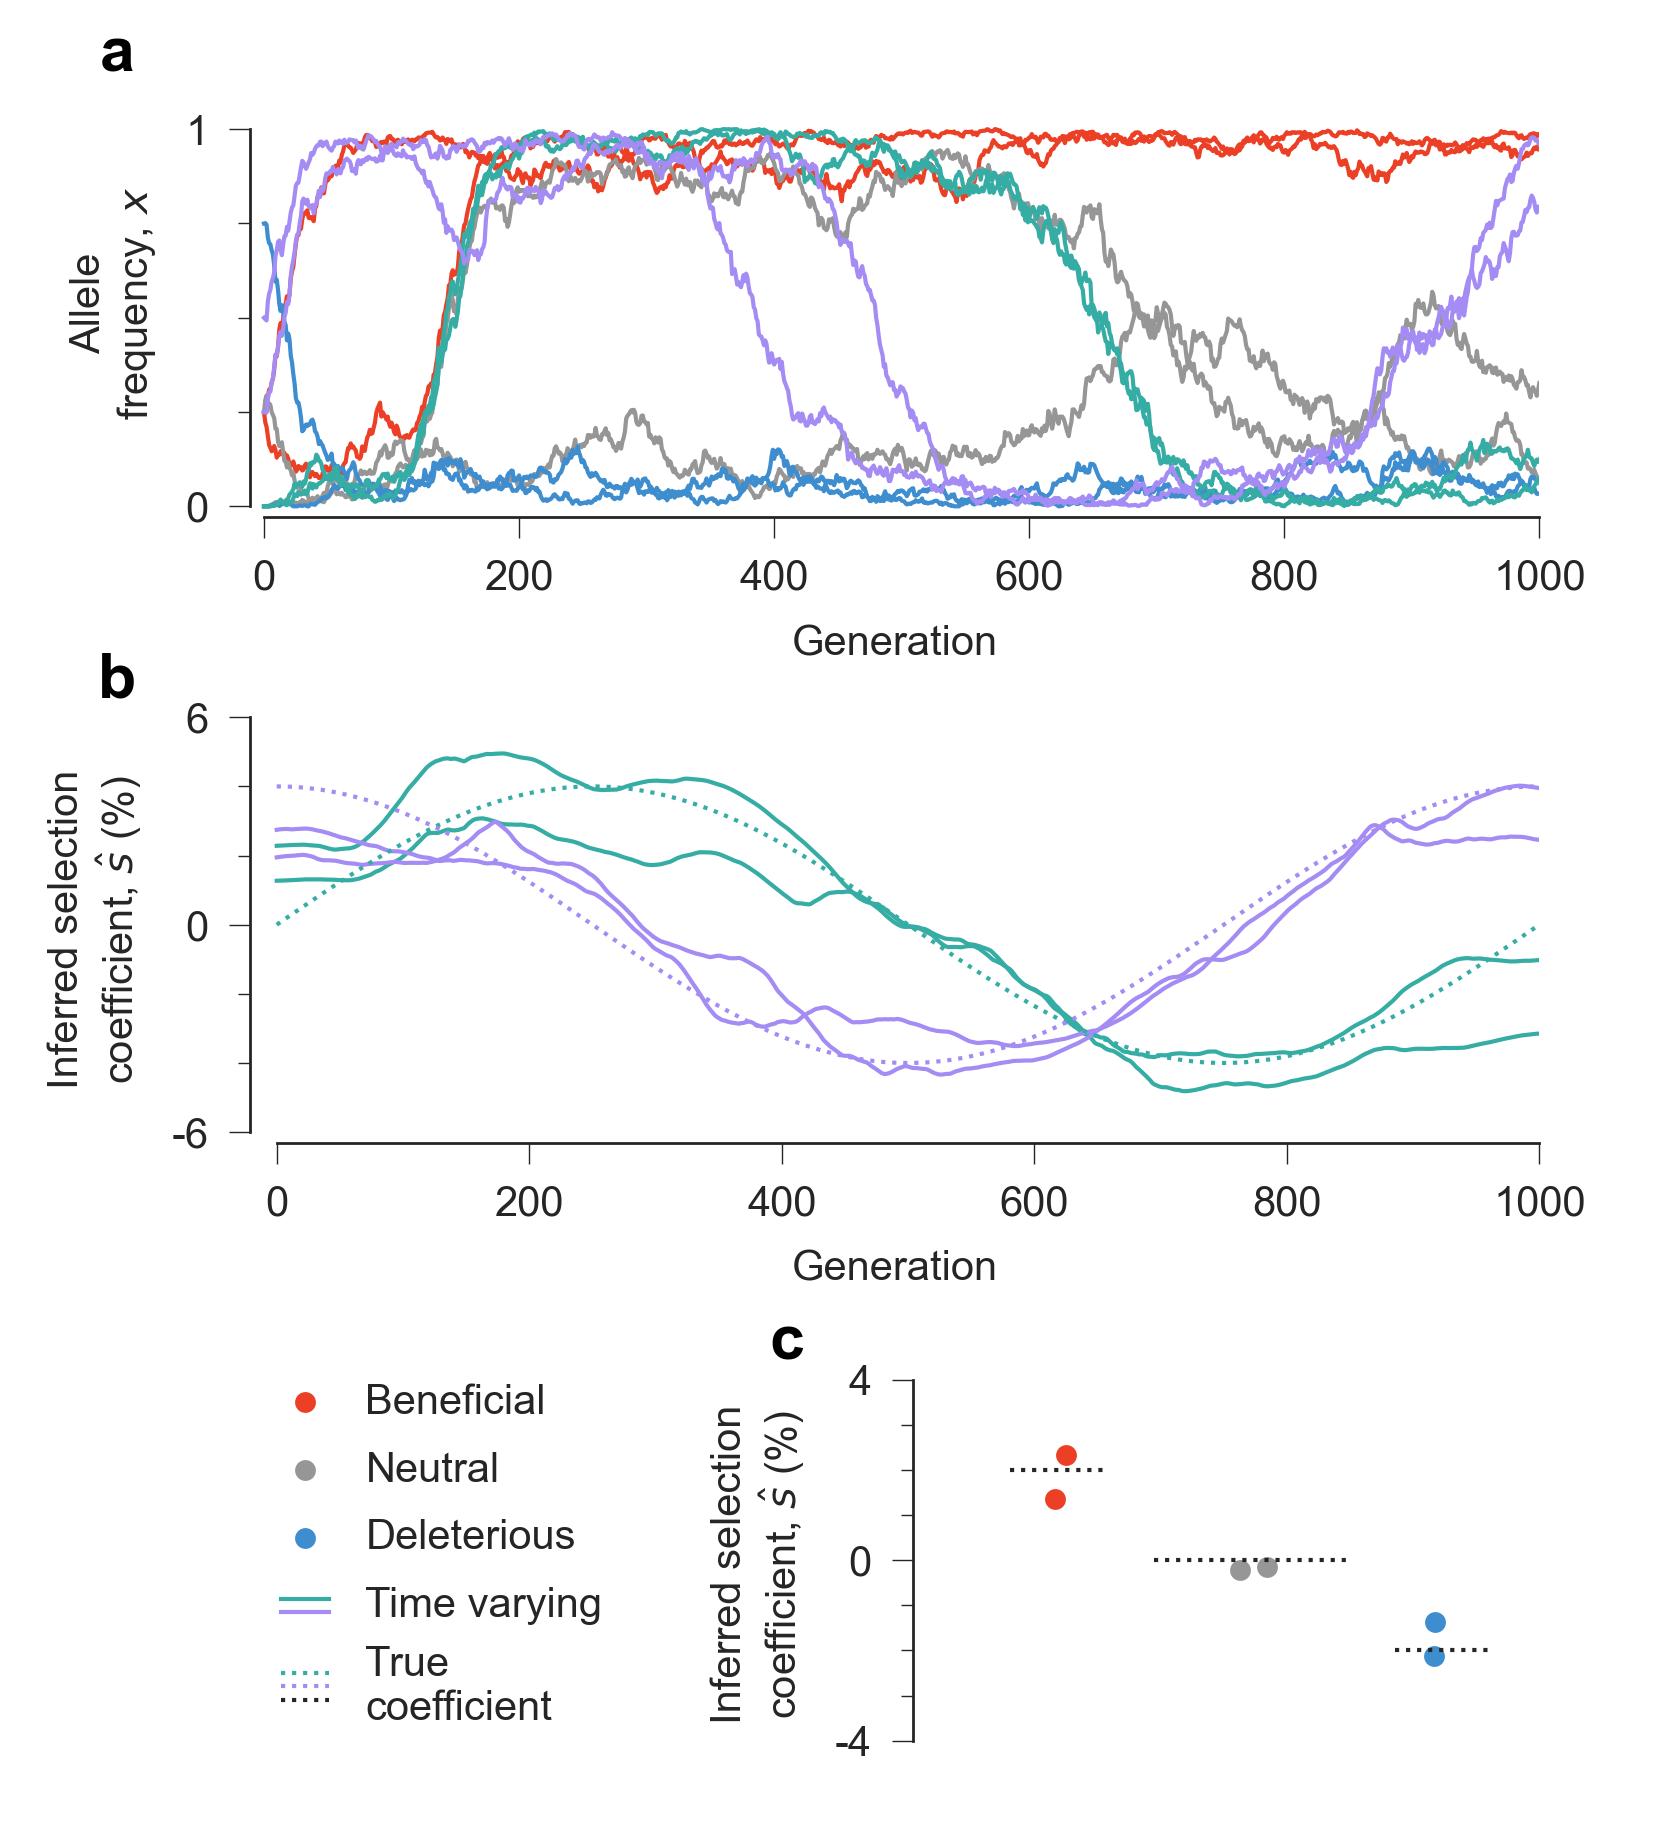 a
1
0
Allele
frequency, x
0 200 400 600 800 1000
Generation
b
6
0
-6
Inferred selection
coefficient, ŝ (%)
0 200 400 600 800 1000
Generation
Beneficial
Neutral
Deleterious
Time varying
True
coefficient
c
4
0
-4
Inferred selection
coefficient, ŝ (%)